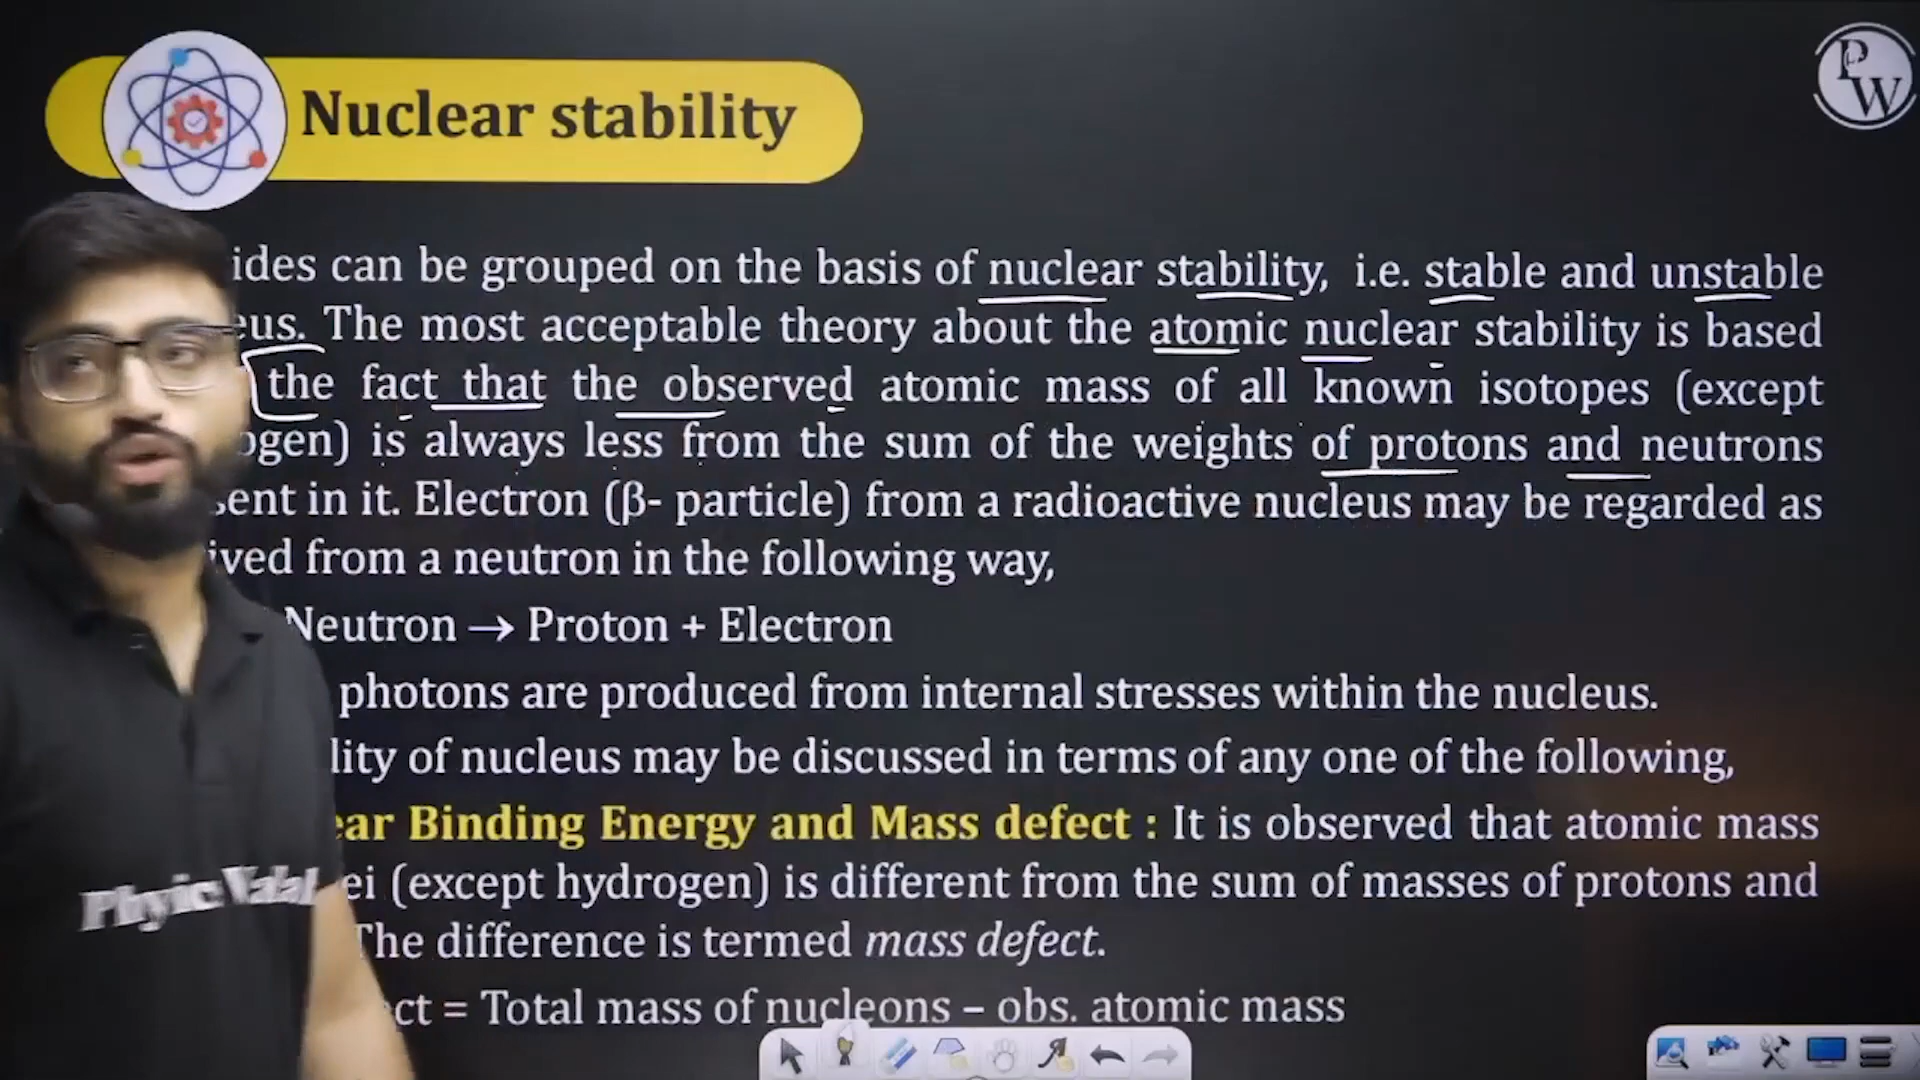 Nuclear stability
PW
ides can be grouped on the basis of nuclear stability, i.e. stable and unstable
eus. The most acceptable theory about the atomic nuclear stability is based
the fact that the observed atomic mass of all known isotopes (except
ogen) is always less from the sum of the weights of protons and neutrons
sent in it. Electron (β- particle) from a radioactive nucleus may be regarded as
ived from a neutron in the following way,
Neutron → Proton + Electron
photons are produced from internal stresses within the nucleus.
lity of nucleus may be discussed in terms of any one of the following,
ear Binding Energy and Mass defect : It is observed that atomic mass
ei (except hydrogen) is different from the sum of masses of protons and
The difference is termed mass defect.
ct = Total mass of nucleons – obs. atomic mass